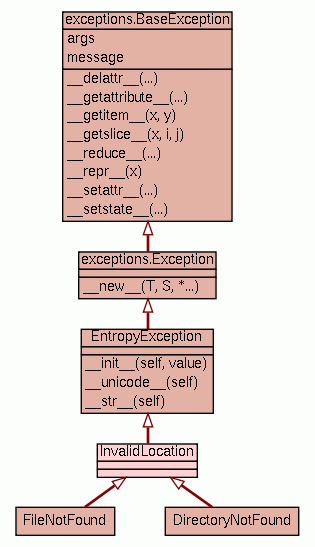 exceptions.BaseException
args
message
__delattr__(...)
__getattribute__(...)
__getitem__(x, y)
__getslice__(x, i, j)
__reduce__(...)
__repr__(x)
__setattr__(...)
__setstate__(...)
exceptions.Exception
__new__(T, S, *...)
EntropyException
__init__(self, value)
__unicode__(self)
__str__(self)
InvalidLocation
FileNotFound
DirectoryNotFound